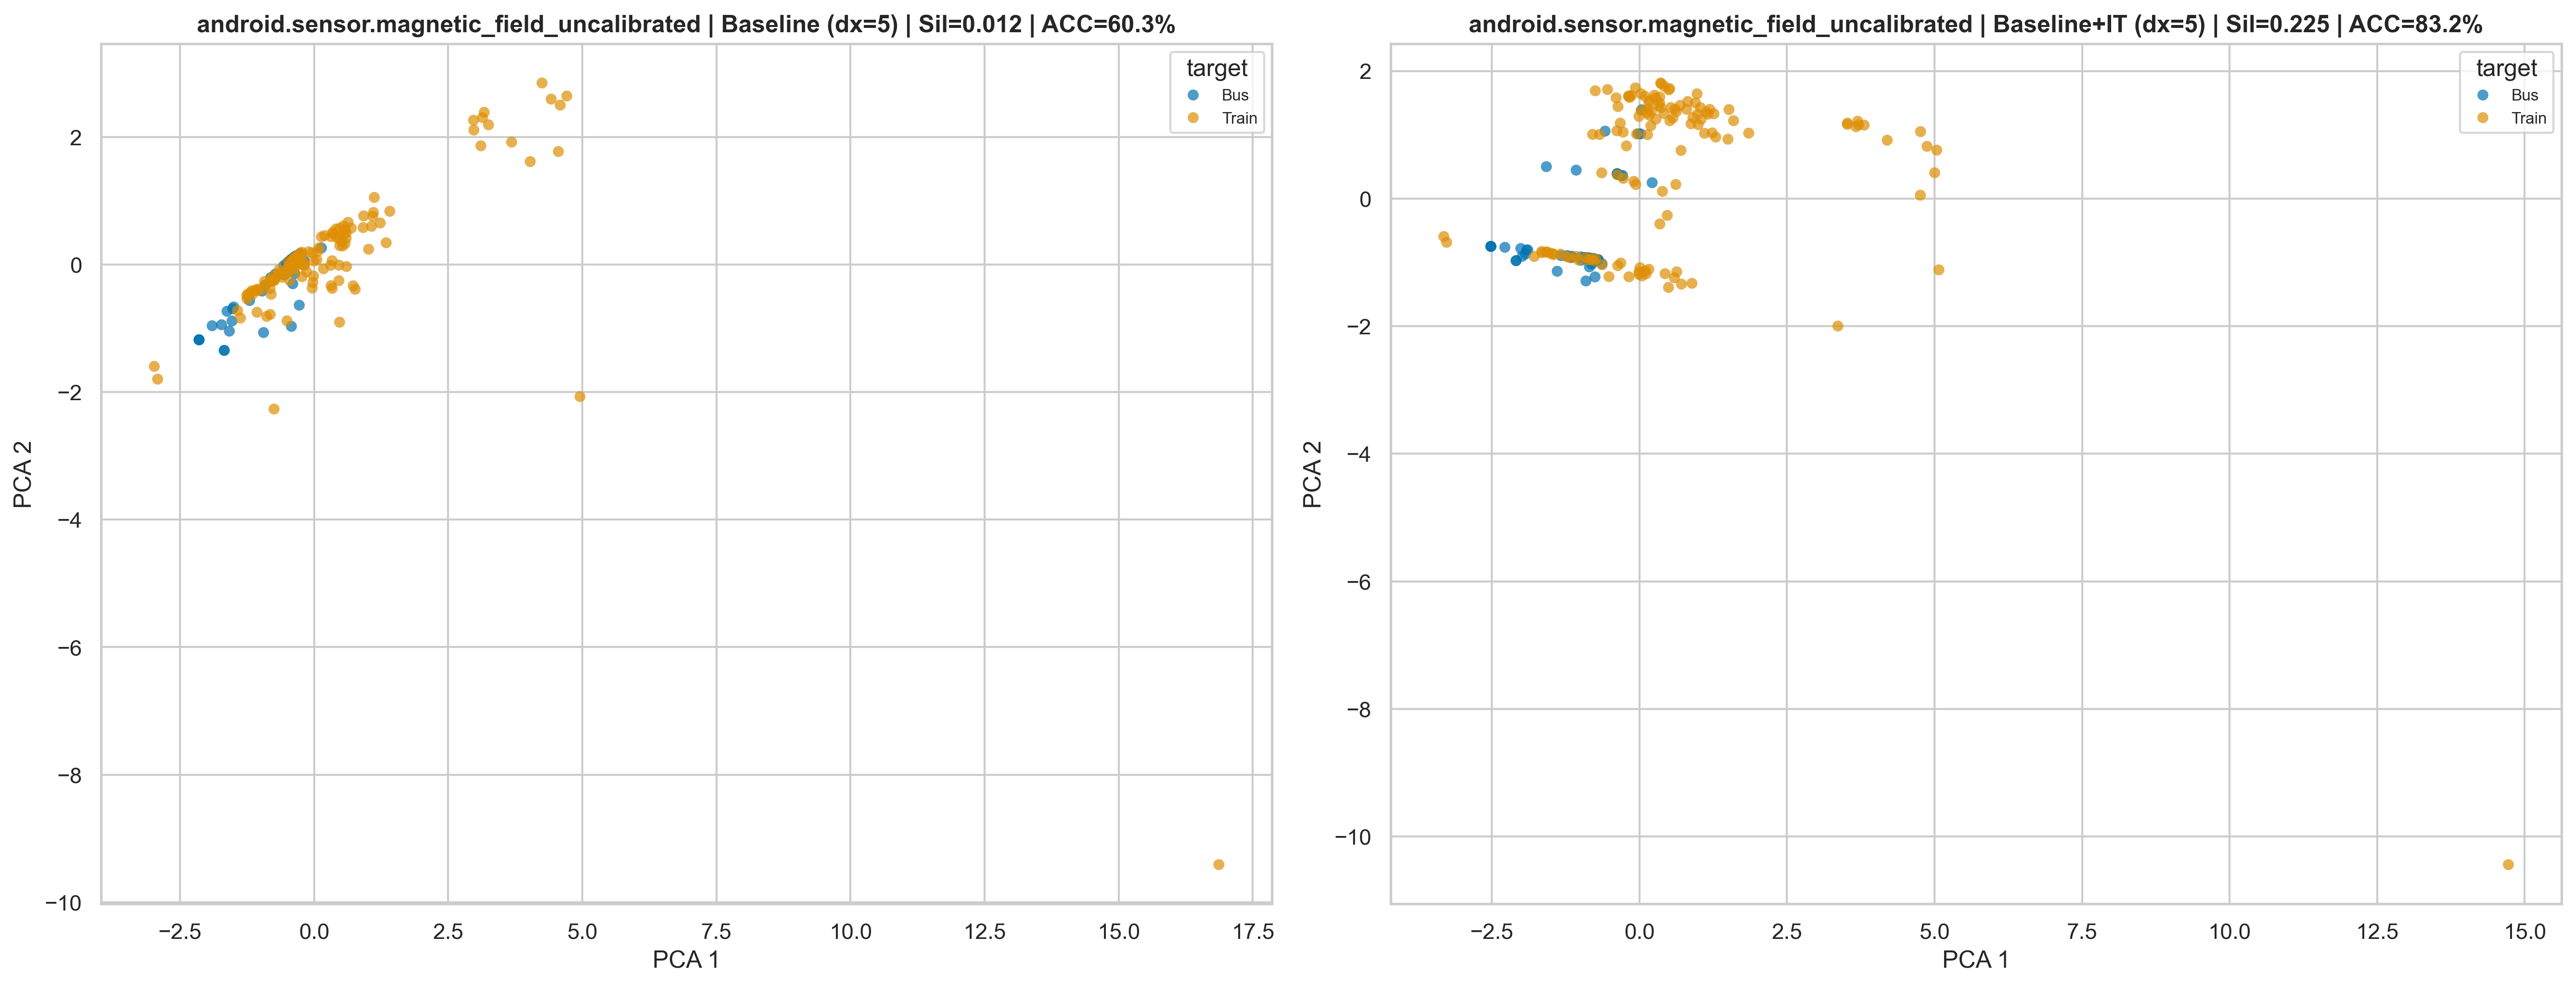 android.sensor.magnetic_field_uncalibrated | Baseline (dx=5) | Sil=0.012 | ACC=60.3%
target
Bus
Train
2
0
−2
−4
−6
−8
−10
PCA 2
−2.5
0.0
2.5
5.0
7.5
10.0
12.5
15.0
17.5
PCA 1
android.sensor.magnetic_field_uncalibrated | Baseline+IT (dx=5) | Sil=0.225 | ACC=83.2%
target
Bus
Train
2
0
−2
−4
−6
−8
−10
PCA 2
−2.5
0.0
2.5
5.0
7.5
10.0
12.5
15.0
PCA 1